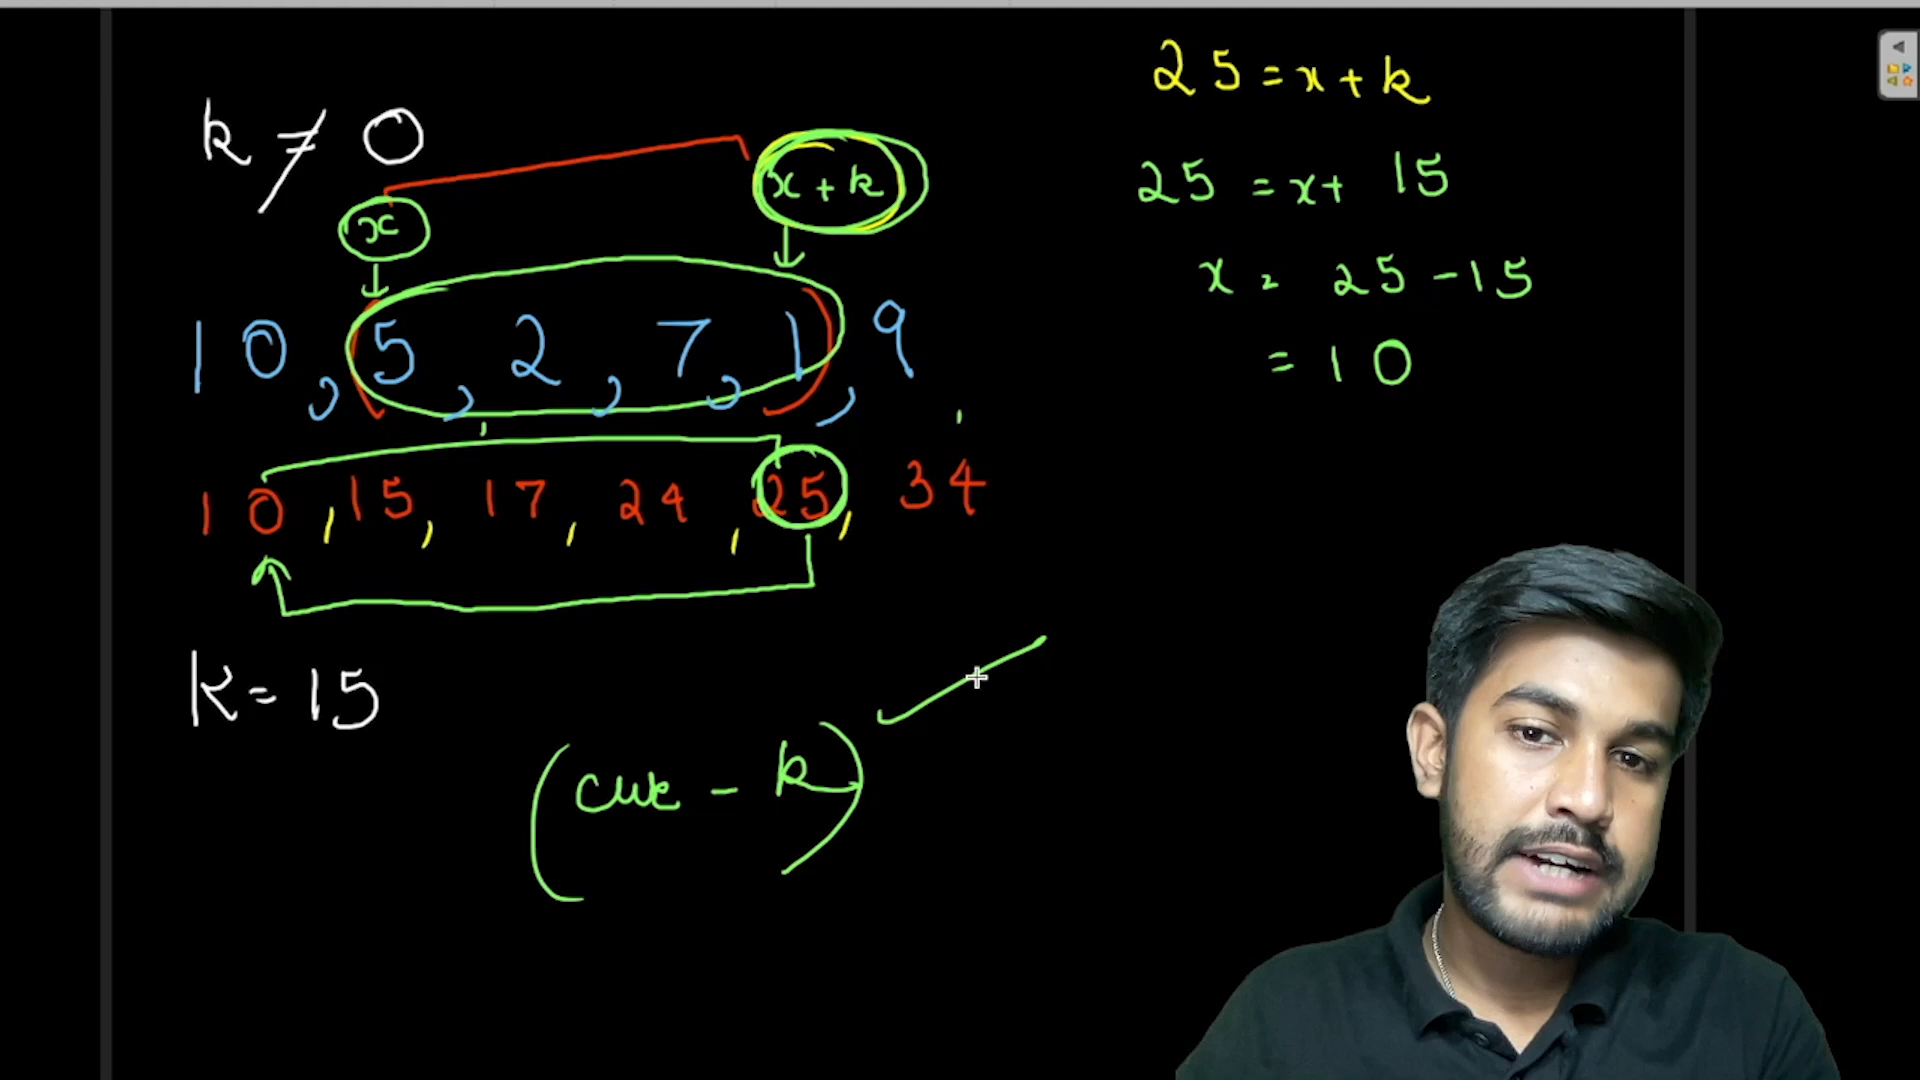 k ≠ 0
x
x + k
10, 5, 2, 7, 1, 9
10, 15, 17, 24, 25, 34
K = 15
(cur - k)
25 = x + k
25 = x + 15
x = 25 - 15
= 10